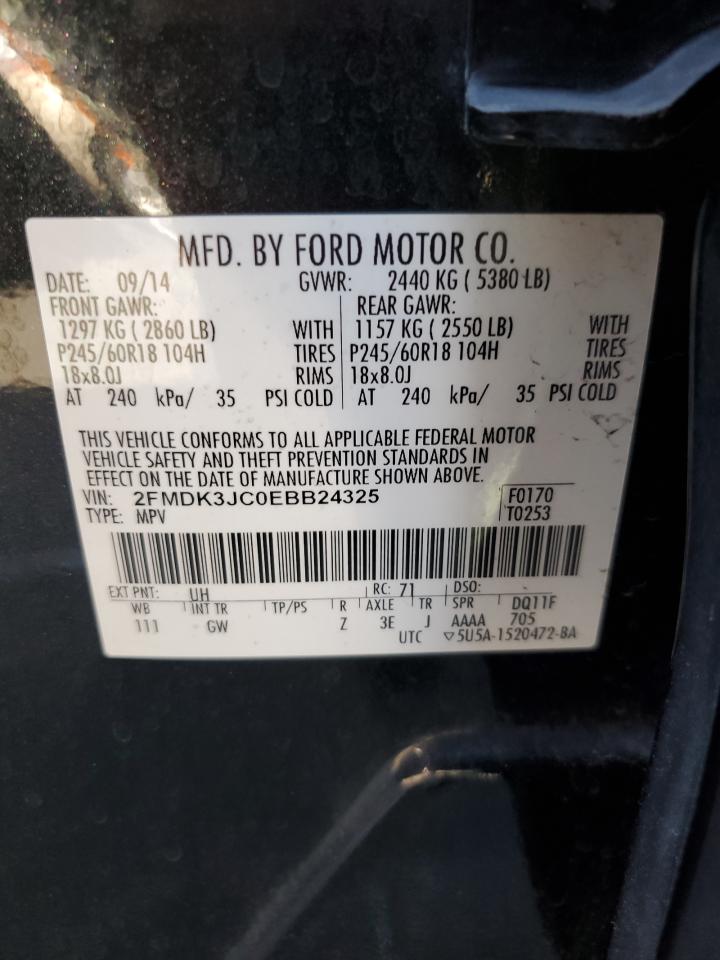 MFD. BY FORD MOTOR CO.
DATE: 09/14 GVWR: 2440 KG ( 5380 LB)
FRONT GAWR: REAR GAWR:
1297 KG ( 2860 LB) WITH 1157 KG ( 2550 LB) WITH
P245/60R18 104H TIRES P245/60R18 104H TIRES
18x8.0J RIMS 18x8.0J RIMS
AT 240 kPa/ 35 PSI COLD AT 240 kPa/ 35 PSI COLD
THIS VEHICLE CONFORMS TO ALL APPLICABLE FEDERAL MOTOR
VEHICLE SAFETY AND THEFT PREVENTION STANDARDS IN
EFFECT ON THE DATE OF MANUFACTURE SHOWN ABOVE.
VIN: 2FMDK3JC0EBB24325 F0170
TYPE: MPV T0253
EXT PNT: UH RC: 71 DSO:
WB INT TR TP/PS R AXLE TR SPR DQ11F
111 GW Z 3E J AAAA 705
UTC ▽5U5A-1520472-BA